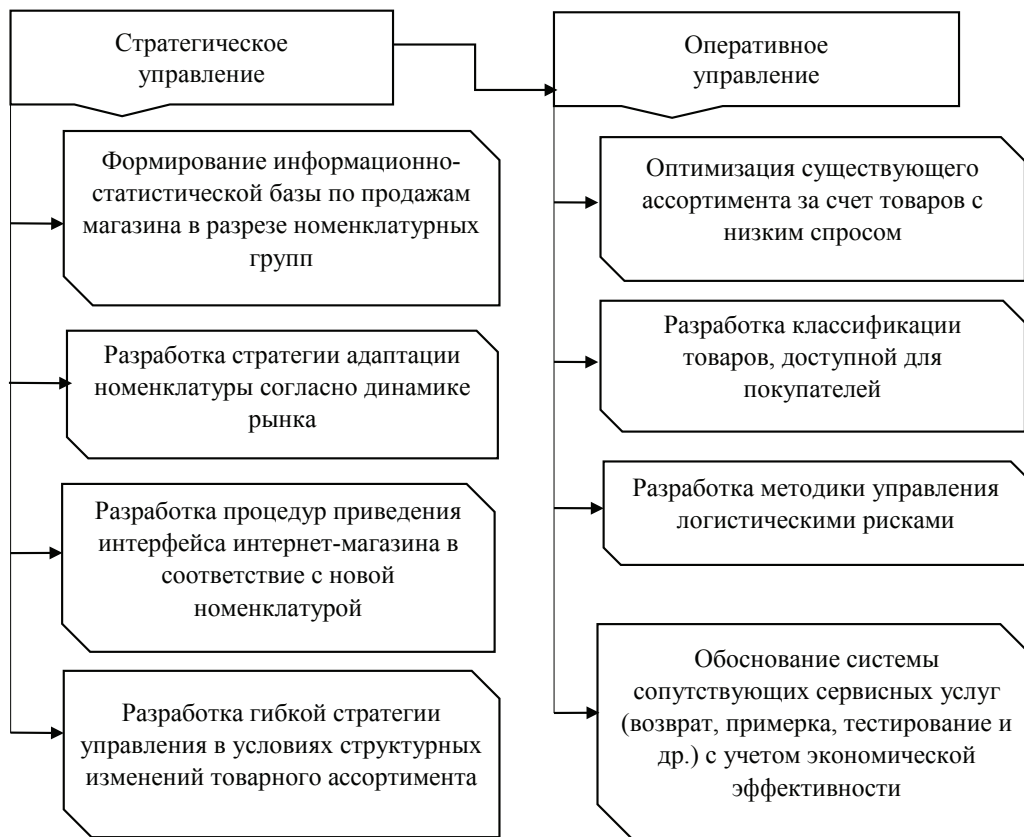 Стратегическое
управление
Формирование информационно-
статистической базы по продажам
магазина в разрезе номенклатурных
групп
Разработка стратегии адаптации
номенклатуры согласно динамике
рынка
Разработка процедур приведения
интерфейса интернет-магазина в
соответствие с новой
номенклатурой
Разработка гибкой стратегии
управления в условиях структурных
изменений товарного ассортимента
Оперативное
управление
Оптимизация существующего
ассортимента за счет товаров с
низким спросом
Разработка классификации
товаров, доступной для
покупателей
Разработка методики управления
логистическими рисками
Обоснование системы
сопутствующих сервисных услуг
(возврат, примерка, тестирование и
др.) с учетом экономической
эффективности